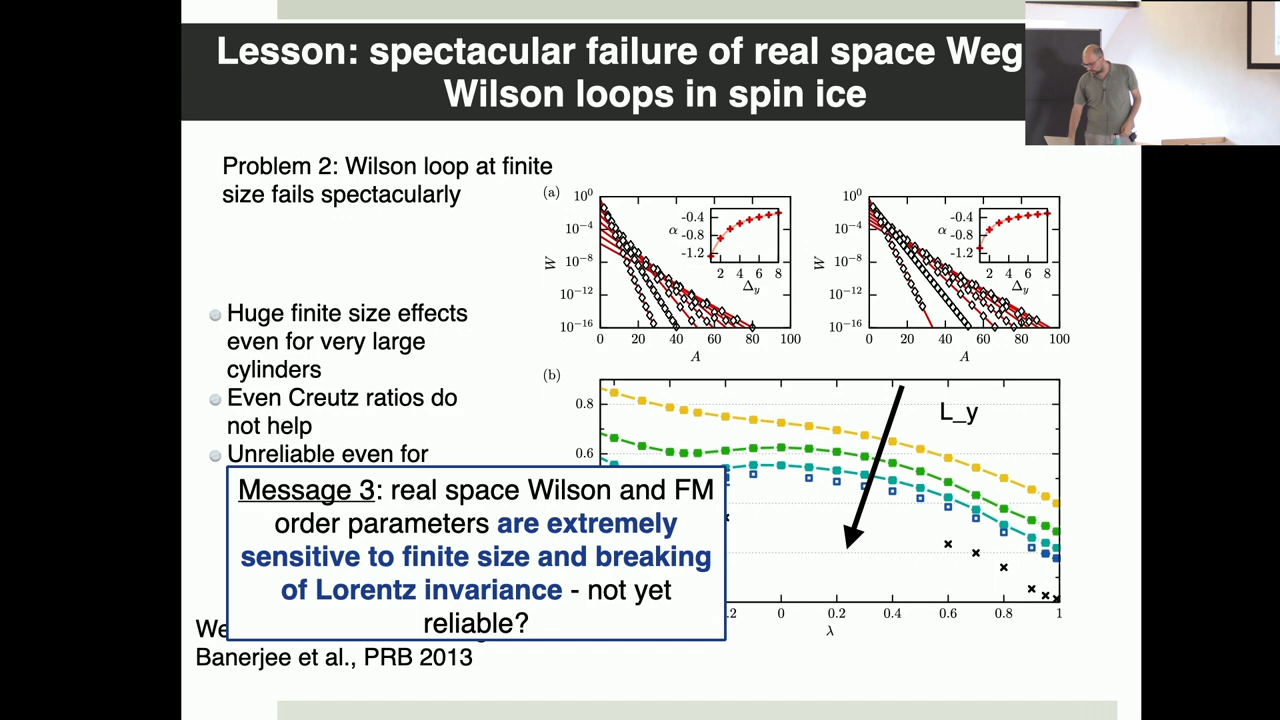 Lesson: spectacular failure of real space Weg
Wilson loops in spin ice
Problem 2: Wilson loop at finite
size fails spectacularly
Huge finite size effects
even for very large
cylinders
Even Creutz ratios do
not help
Unreliable even for
Message 3: real space Wilson and FM
order parameters are extremely
sensitive to finite size and breaking
of Lorentz invariance - not yet
reliable?
We
Banerjee et al., PRB 2013
(a)
10⁰
10⁻⁴
10⁻⁸
10⁻¹²
10⁻¹⁶
W
0 20 40 60 80 100
A
α
-0.4
-0.8
-1.2
2 4 6 8
Δy
10⁰
10⁻⁴
10⁻⁸
10⁻¹²
10⁻¹⁶
W
0 20 40 60 80 100
A
α
-0.4
-0.8
-1.2
2 4 6 8
Δy
(b)
0.8
0.6
L_y
.2 0 0.2 0.4 0.6 0.8 1
λ